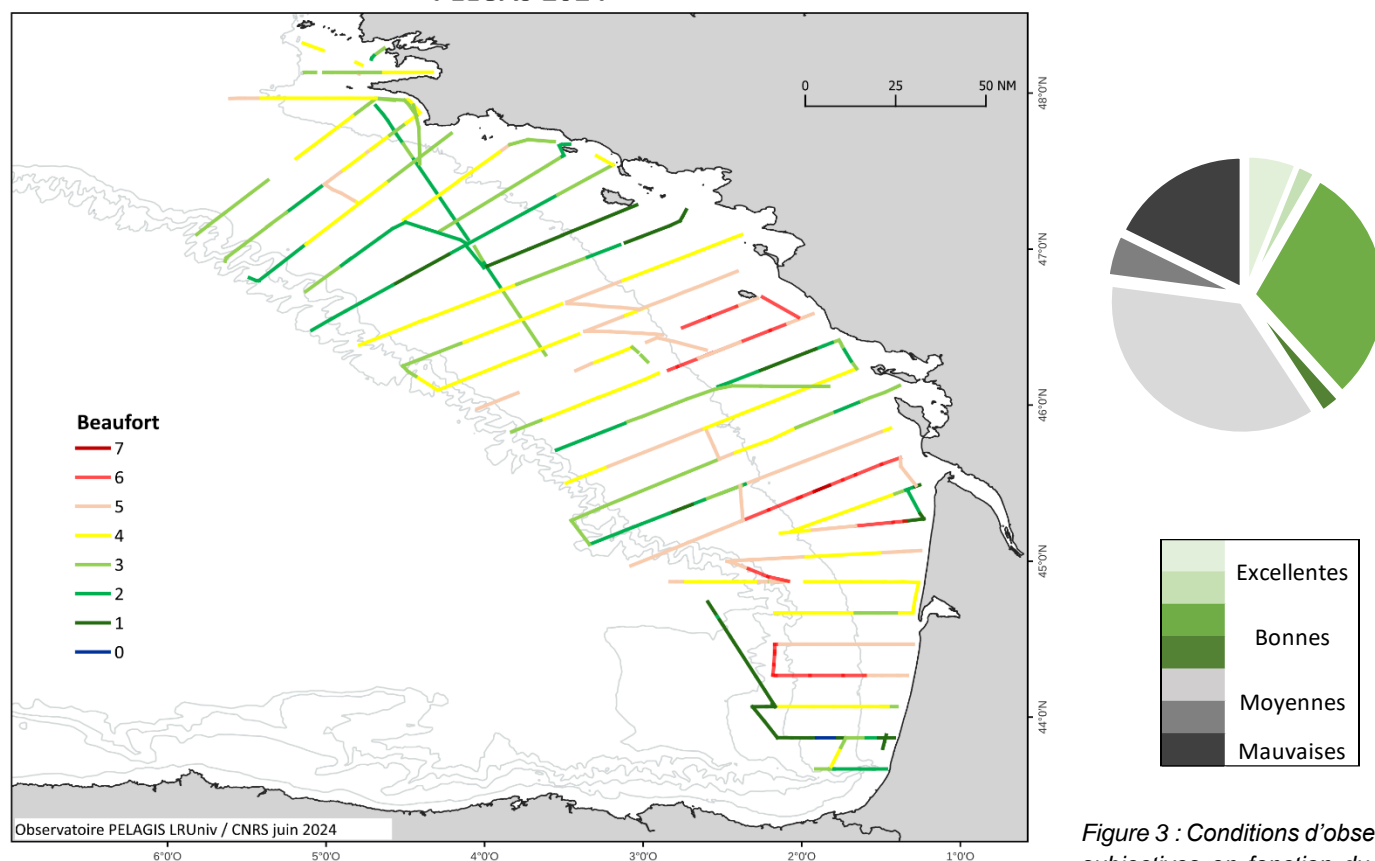 0 25 50 NM
48°0'N
47°0'N
46°0'N
45°0'N
44°0'N
Beaufort
7
6
5
4
3
2
1
0
Observatoire PELAGIS LRUniv / CNRS juin 2024
6°0'O 5°0'O 4°0'O 3°0'O 2°0'O 1°0'O
Excellentes
Bonnes
Moyennes
Mauvaises
Figure 3 : Conditions d'obse